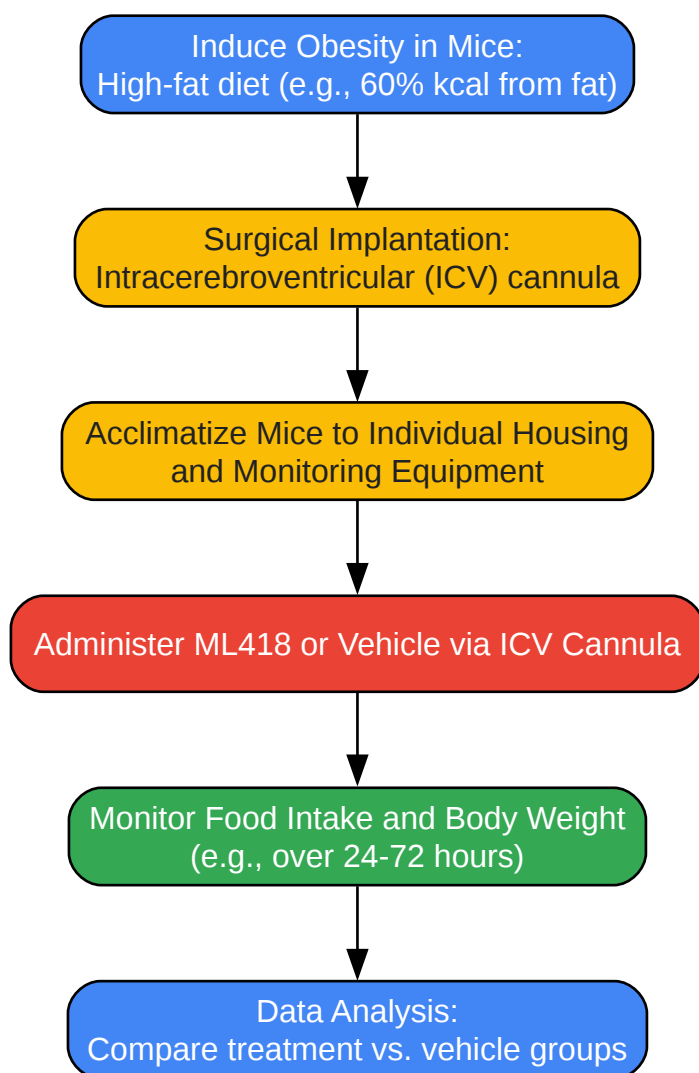 Induce Obesity in Mice:
High-fat diet (e.g., 60% kcal from fat)
Surgical Implantation:
Intracerebroventricular (ICV) cannula
Acclimatize Mice to Individual Housing
and Monitoring Equipment
Administer ML418 or Vehicle via ICV Cannula
Monitor Food Intake and Body Weight
(e.g., over 24-72 hours)
Data Analysis:
Compare treatment vs. vehicle groups